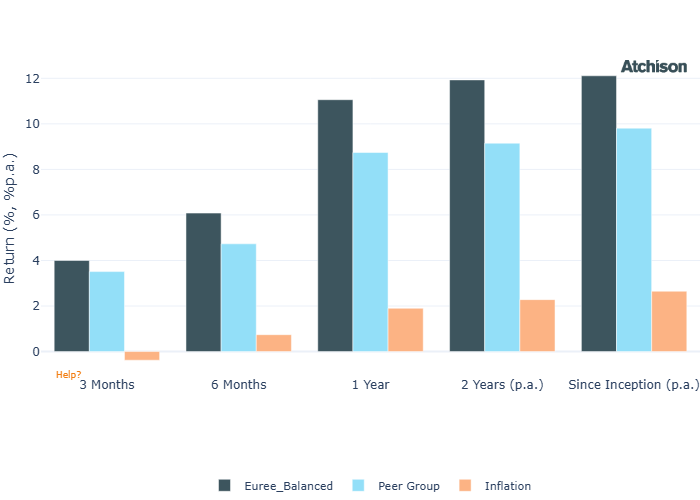 Atchison
Return (%, %p.a.)
12
10
8
6
4
2
0
Help?
3 Months
6 Months
1 Year
2 Years (p.a.)
Since Inception (p.a.)
Euree_Balanced
Peer Group
Inflation